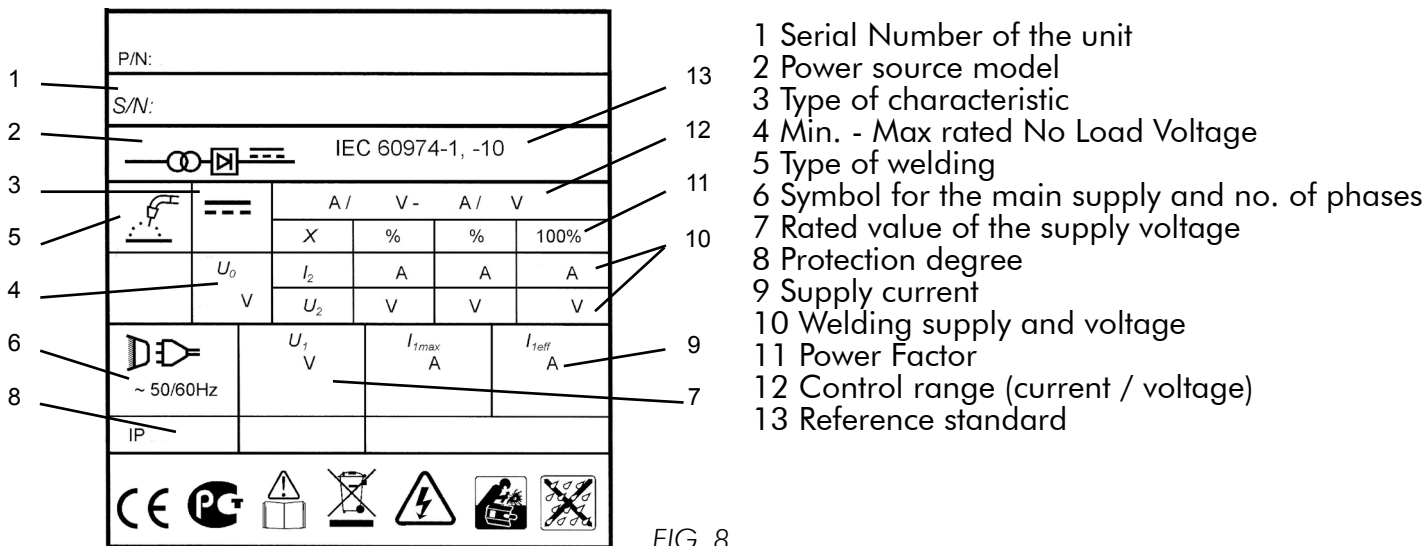 P/N:
1
S/N:
13
2
IEC 60974-1, -10
12
3
A / V - A / V
11
5
X % % 100%
10
U0 V
I2 A A A
4
U2 V V V
6
~ 50/60Hz
U1 V
I1max A
I1eff A
9
7
8
IP
CE
FIG. 8
1 Serial Number of the unit
2 Power source model
3 Type of characteristic
4 Min. - Max rated No Load Voltage
5 Type of welding
6 Symbol for the main supply and no. of phases
7 Rated value of the supply voltage
8 Protection degree
9 Supply current
10 Welding supply and voltage
11 Power Factor
12 Control range (current / voltage)
13 Reference standard